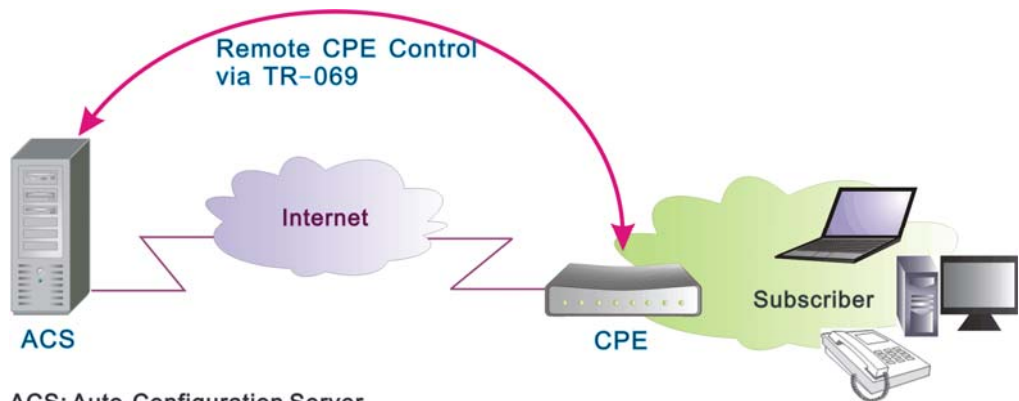 Remote CPE Control
via TR-069
Internet
Subscriber
ACS
CPE
ACS: Auto-Configuration Server